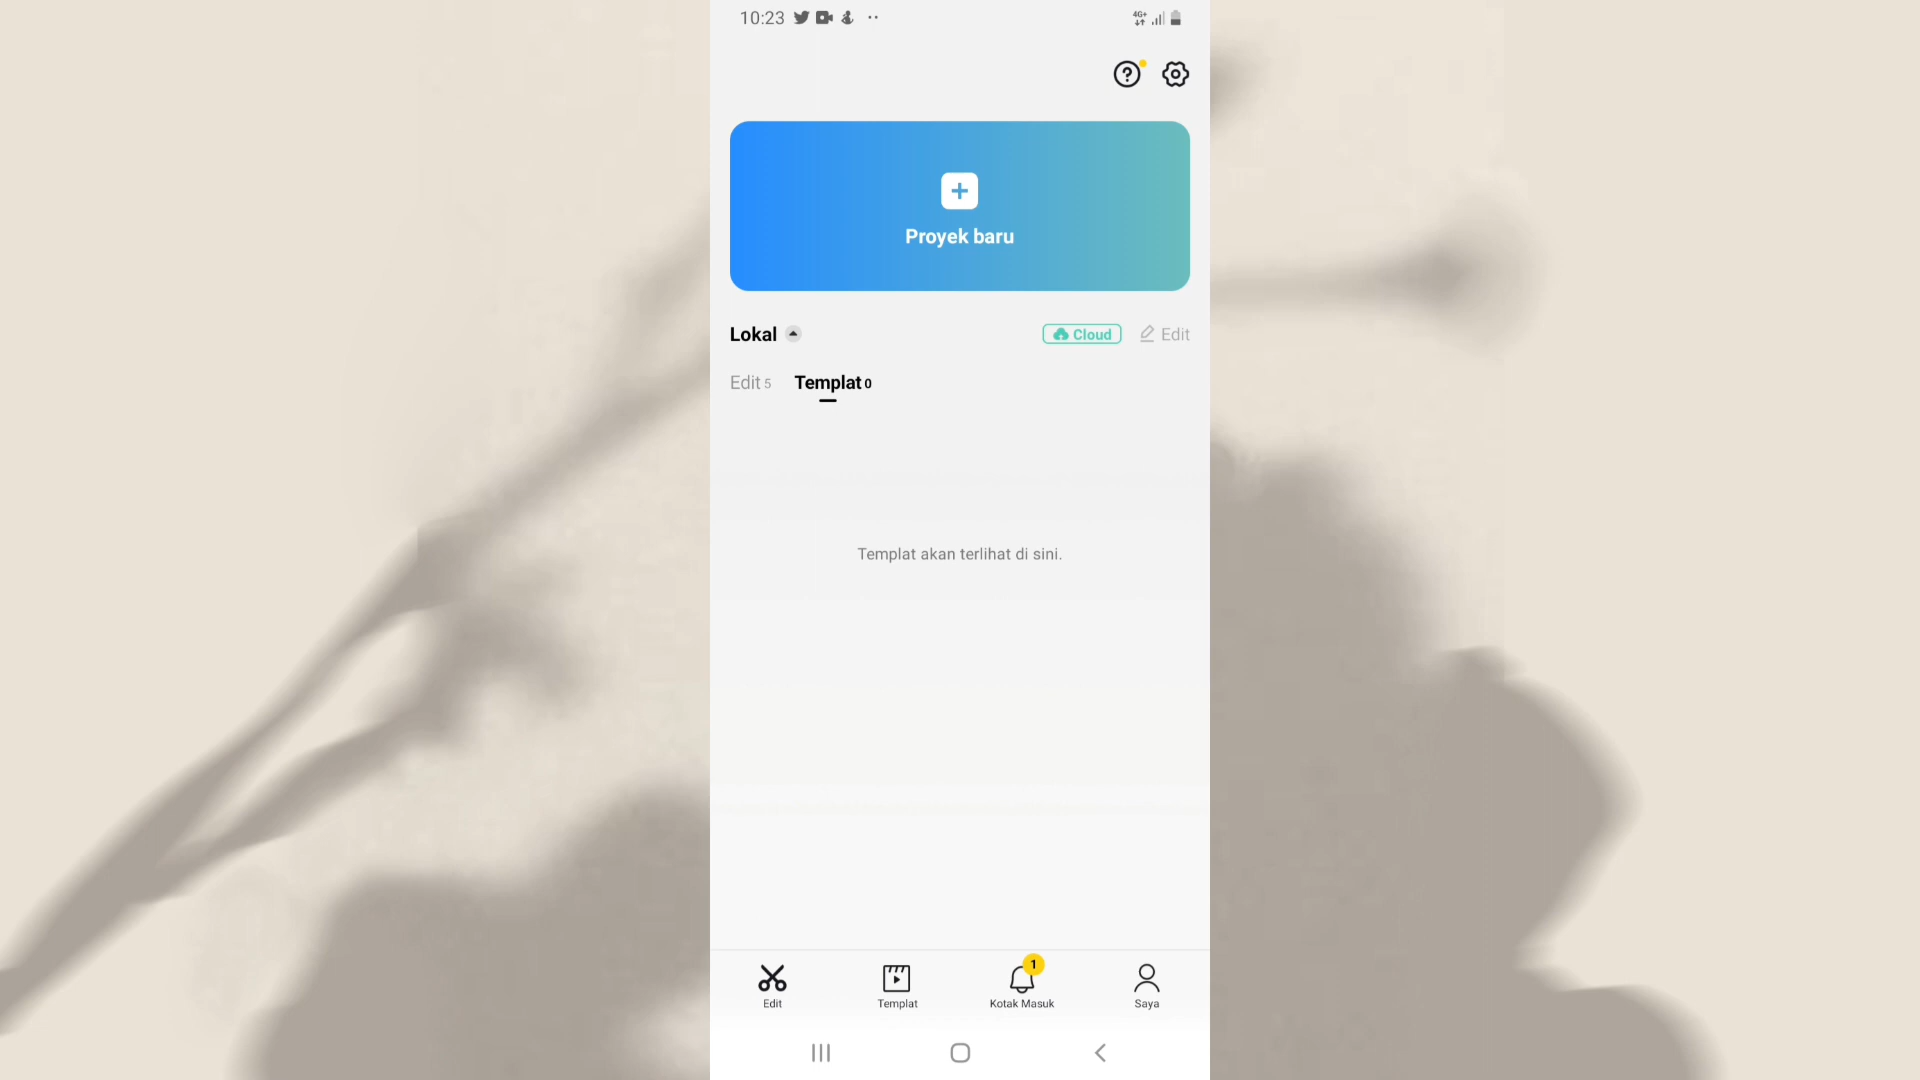 10:23
4G+
Proyek baru
Lokal
Cloud
Edit
Edit 5
Templat 0
Templat akan terlihat di sini.
1
Edit
Templat
Kotak Masuk
Saya